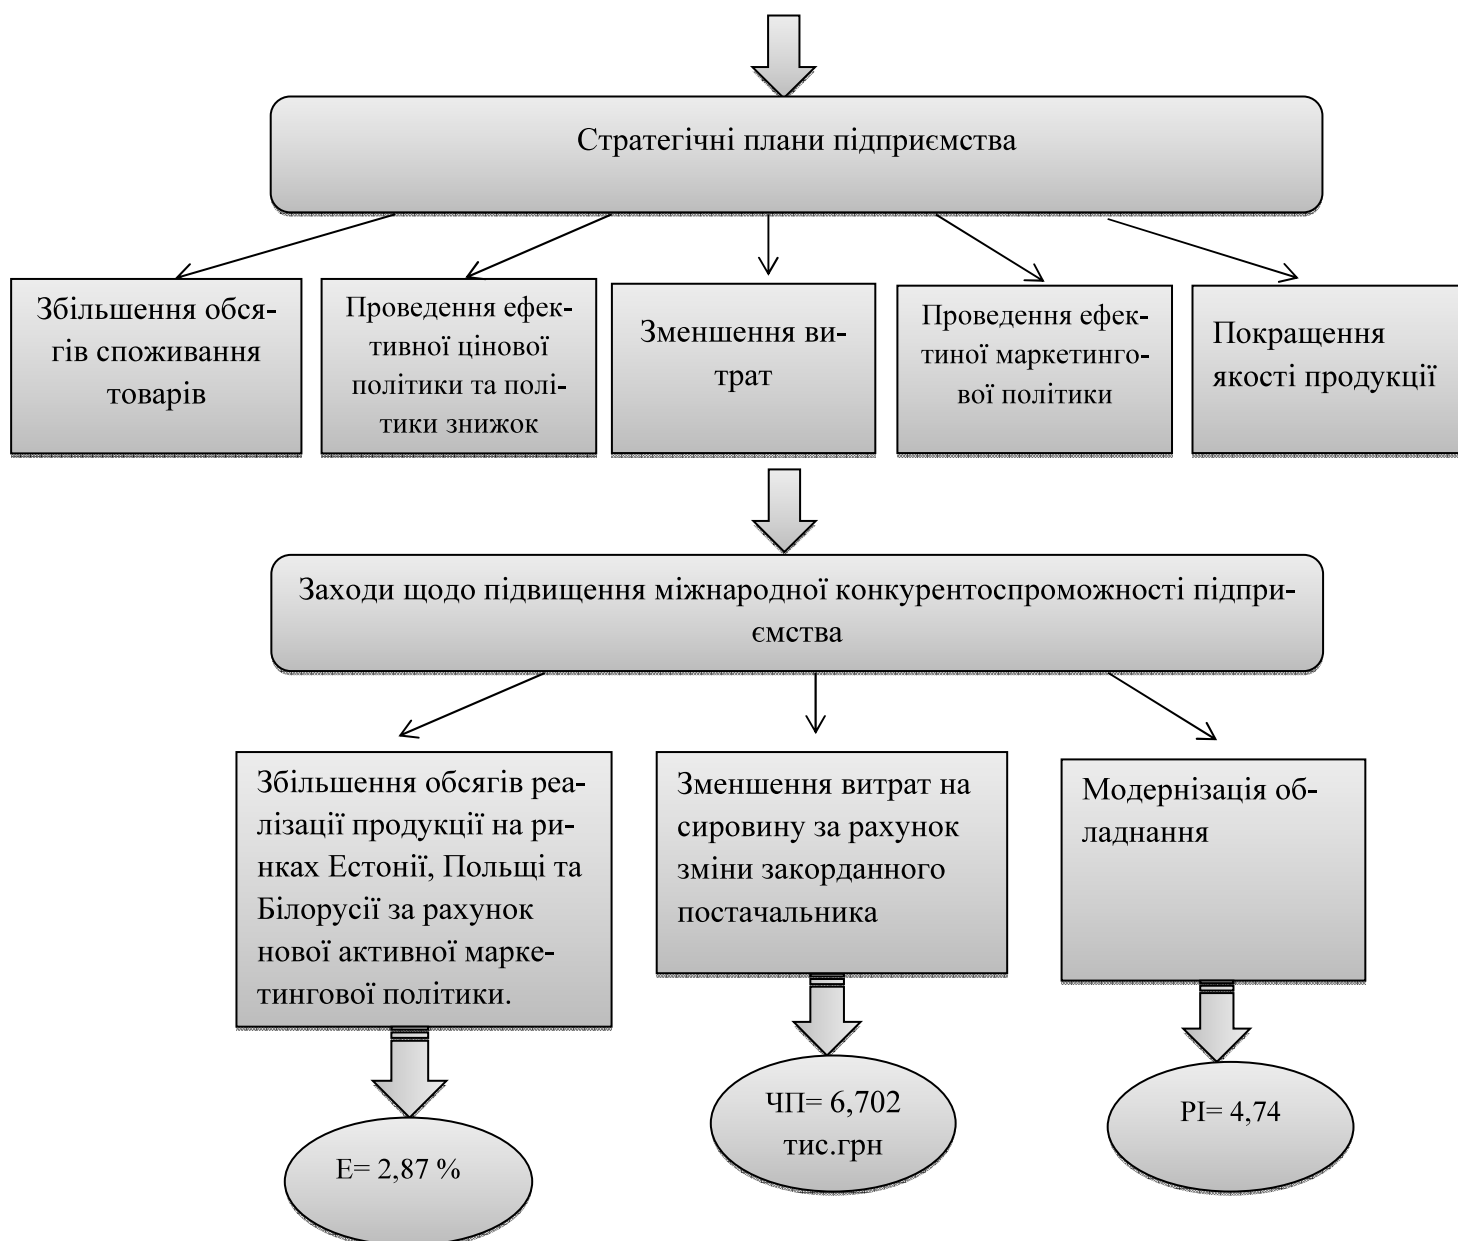 Стратегічні плани підприємства
Збільшення обся-
гів споживання
товарів
Проведення ефек-
тивної цінової
політики та полі-
тики знижок
Зменшення ви-
трат
Проведення ефек-
тиної маркетинго-
вої політики
Покращення
якості продукції
Заходи щодо підвищення міжнародної конкурентоспроможності підпри-
ємства
Збільшення обсягів реа-
лізації продукції на ри-
нках Естонії, Польщі та
Білорусії за рахунок
нової активної марке-
тингової політики.
Зменшення витрат на
сировину за рахунок
зміни закорданного
постачальника
Модернізація об-
ладнання
Е= 2,87 %
ЧП= 6,702
тис.грн
PI= 4,74